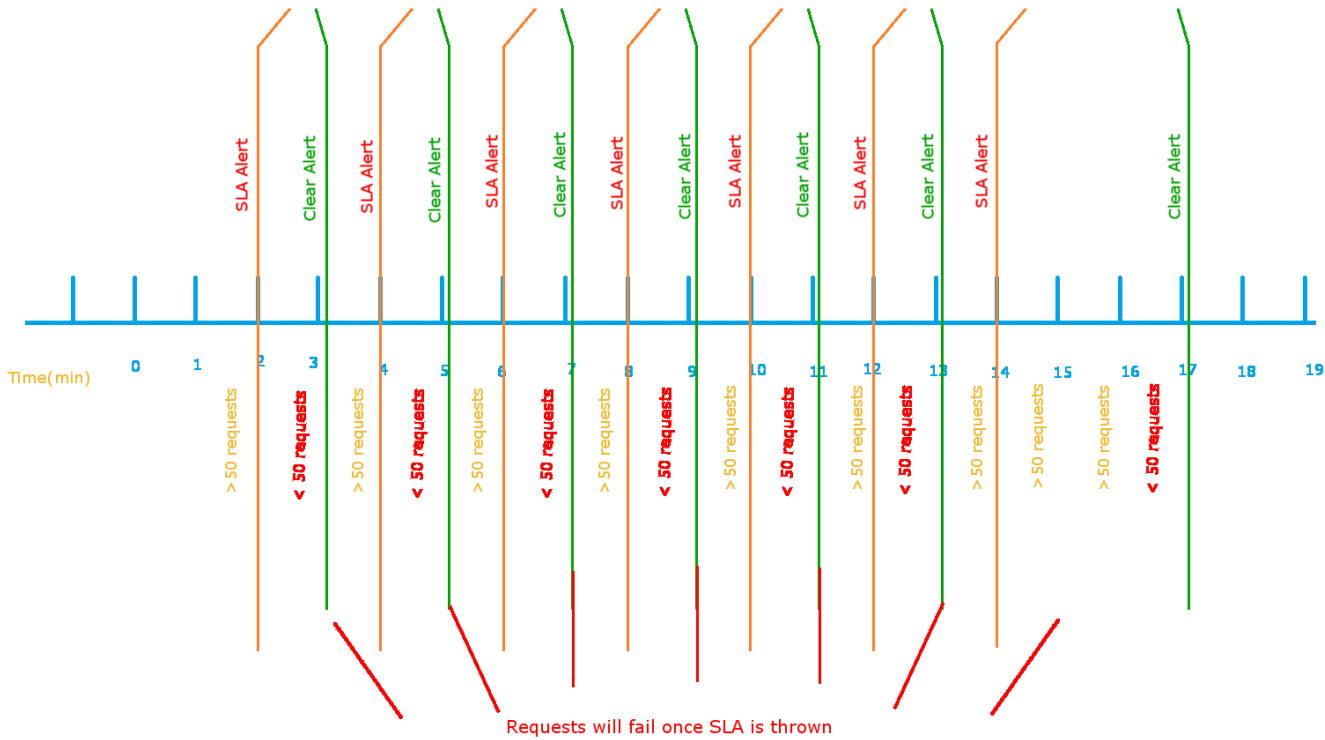 SLA Alert
Clear Alert
SLA Alert
Clear Alert
SLA Alert
Clear Alert
SLA Alert
Clear Alert
SLA Alert
Clear Alert
SLA Alert
Clear Alert
SLA Alert
Clear Alert
Time(min)
0
1
2
3
4
5
6
7
8
9
10
11
12
13
14
15
16
17
18
19
> 50 requests
< 50 requests
> 50 requests
< 50 requests
> 50 requests
< 50 requests
> 50 requests
< 50 requests
> 50 requests
< 50 requests
> 50 requests
< 50 requests
> 50 requests
> 50 requests
> 50 requests
< 50 requests
Requests will fail once SLA is thrown